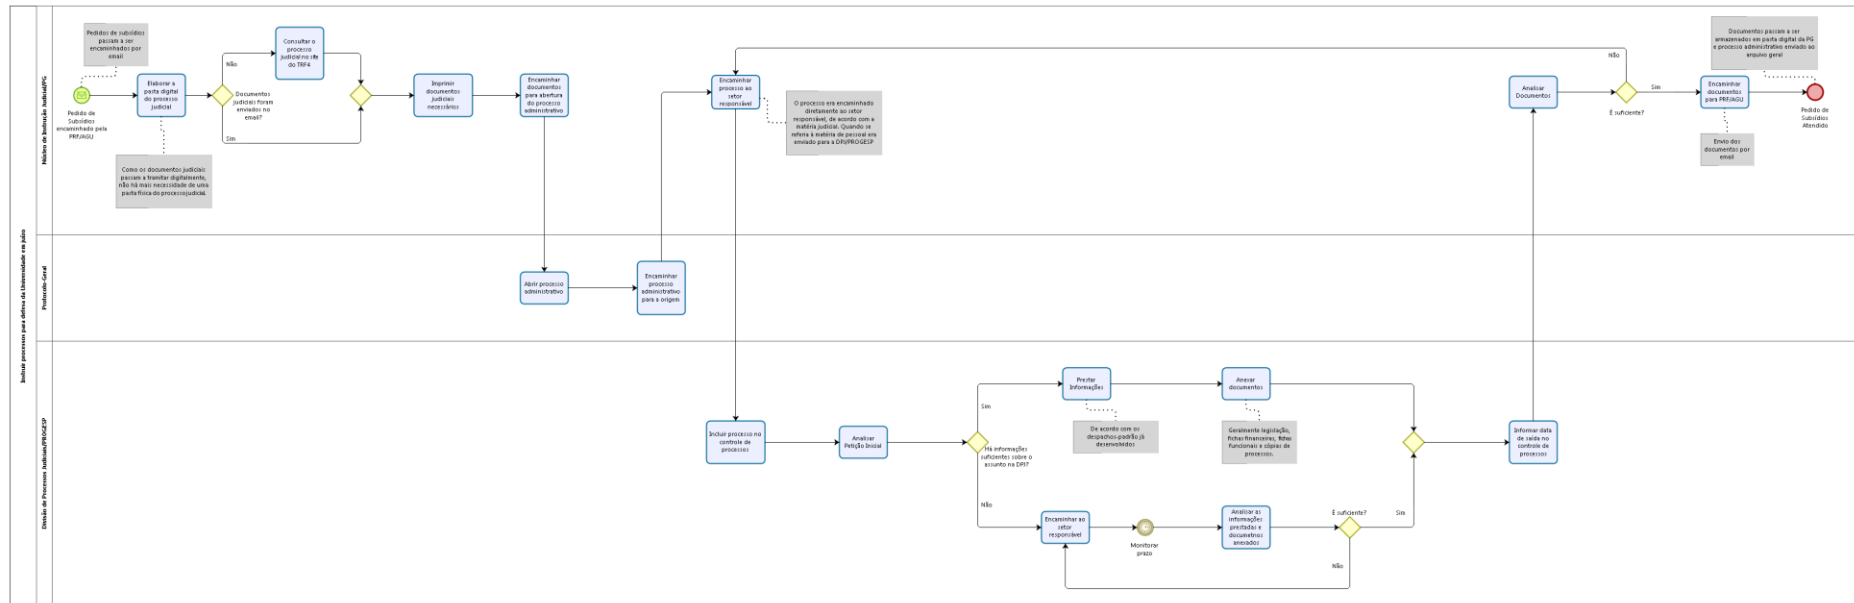 Instruir processos para defesa da Universidade em juízo
Núcleo de Instrução Judicial/PG
Pedidos de subsídios
passam a ser
encaminhados por
email
Pedido de
Subsídios
encaminhado pela
PRF/AGU
Elaborar a
pasta digital
do processo
judicial
Como os documentos judiciais
passam a tramitar digitalmente,
não há mais necessidade de uma
pasta física do processo judicial.
Não
Documentos
judiciais foram
enviados no
email?
Sim
Consultar o
processo
judicial no site
do TRF4
Imprimir
documentos
judiciais
necessários
Encaminhar
documentos
para abertura
do processo
administrativo
Encaminhar
processo ao
setor
responsável
O processo era encaminhado
diretamente ao setor
responsável, de acordo com a
matéria judicial. Quando se
referia à matéria de pessoal era
enviado para a DPJ/PROGESP
Analisar
Documentos
Não
É suficiente?
Sim
Encaminhar
documentos
para PRF/AGU
Envio dos
documentos por
email
Documentos passam a ser
armazenados em pasta digital da PG
e processo administrativo enviado ao
arquivo geral
Pedido de
Subsídios
Atendido
Protocolo-Geral
Abrir processo
administrativo
Encaminhar
processo
administrativo
para a origem
Divisão de Processos Judiciais/PROGESP
Incluir processo no
controle de
processos
Analisar
Petição Inicial
Sim
Há informações
suficientes sobre o
assunto na DPJ?
Não
Prestar
Informações
De acordo com os
despachos-padrão já
desenvolvidos
Anexar
documentos
Geralmente legislação,
fichas financeiras, fichas
funcionais e cópias de
processos.
Encaminhar ao
setor
responsável
Monitorar
prazo
Analisar as
informações
prestadas e
documetnos
anexados
É suficiente?
Sim
Não
Informar data
de saída no
controle de
processos